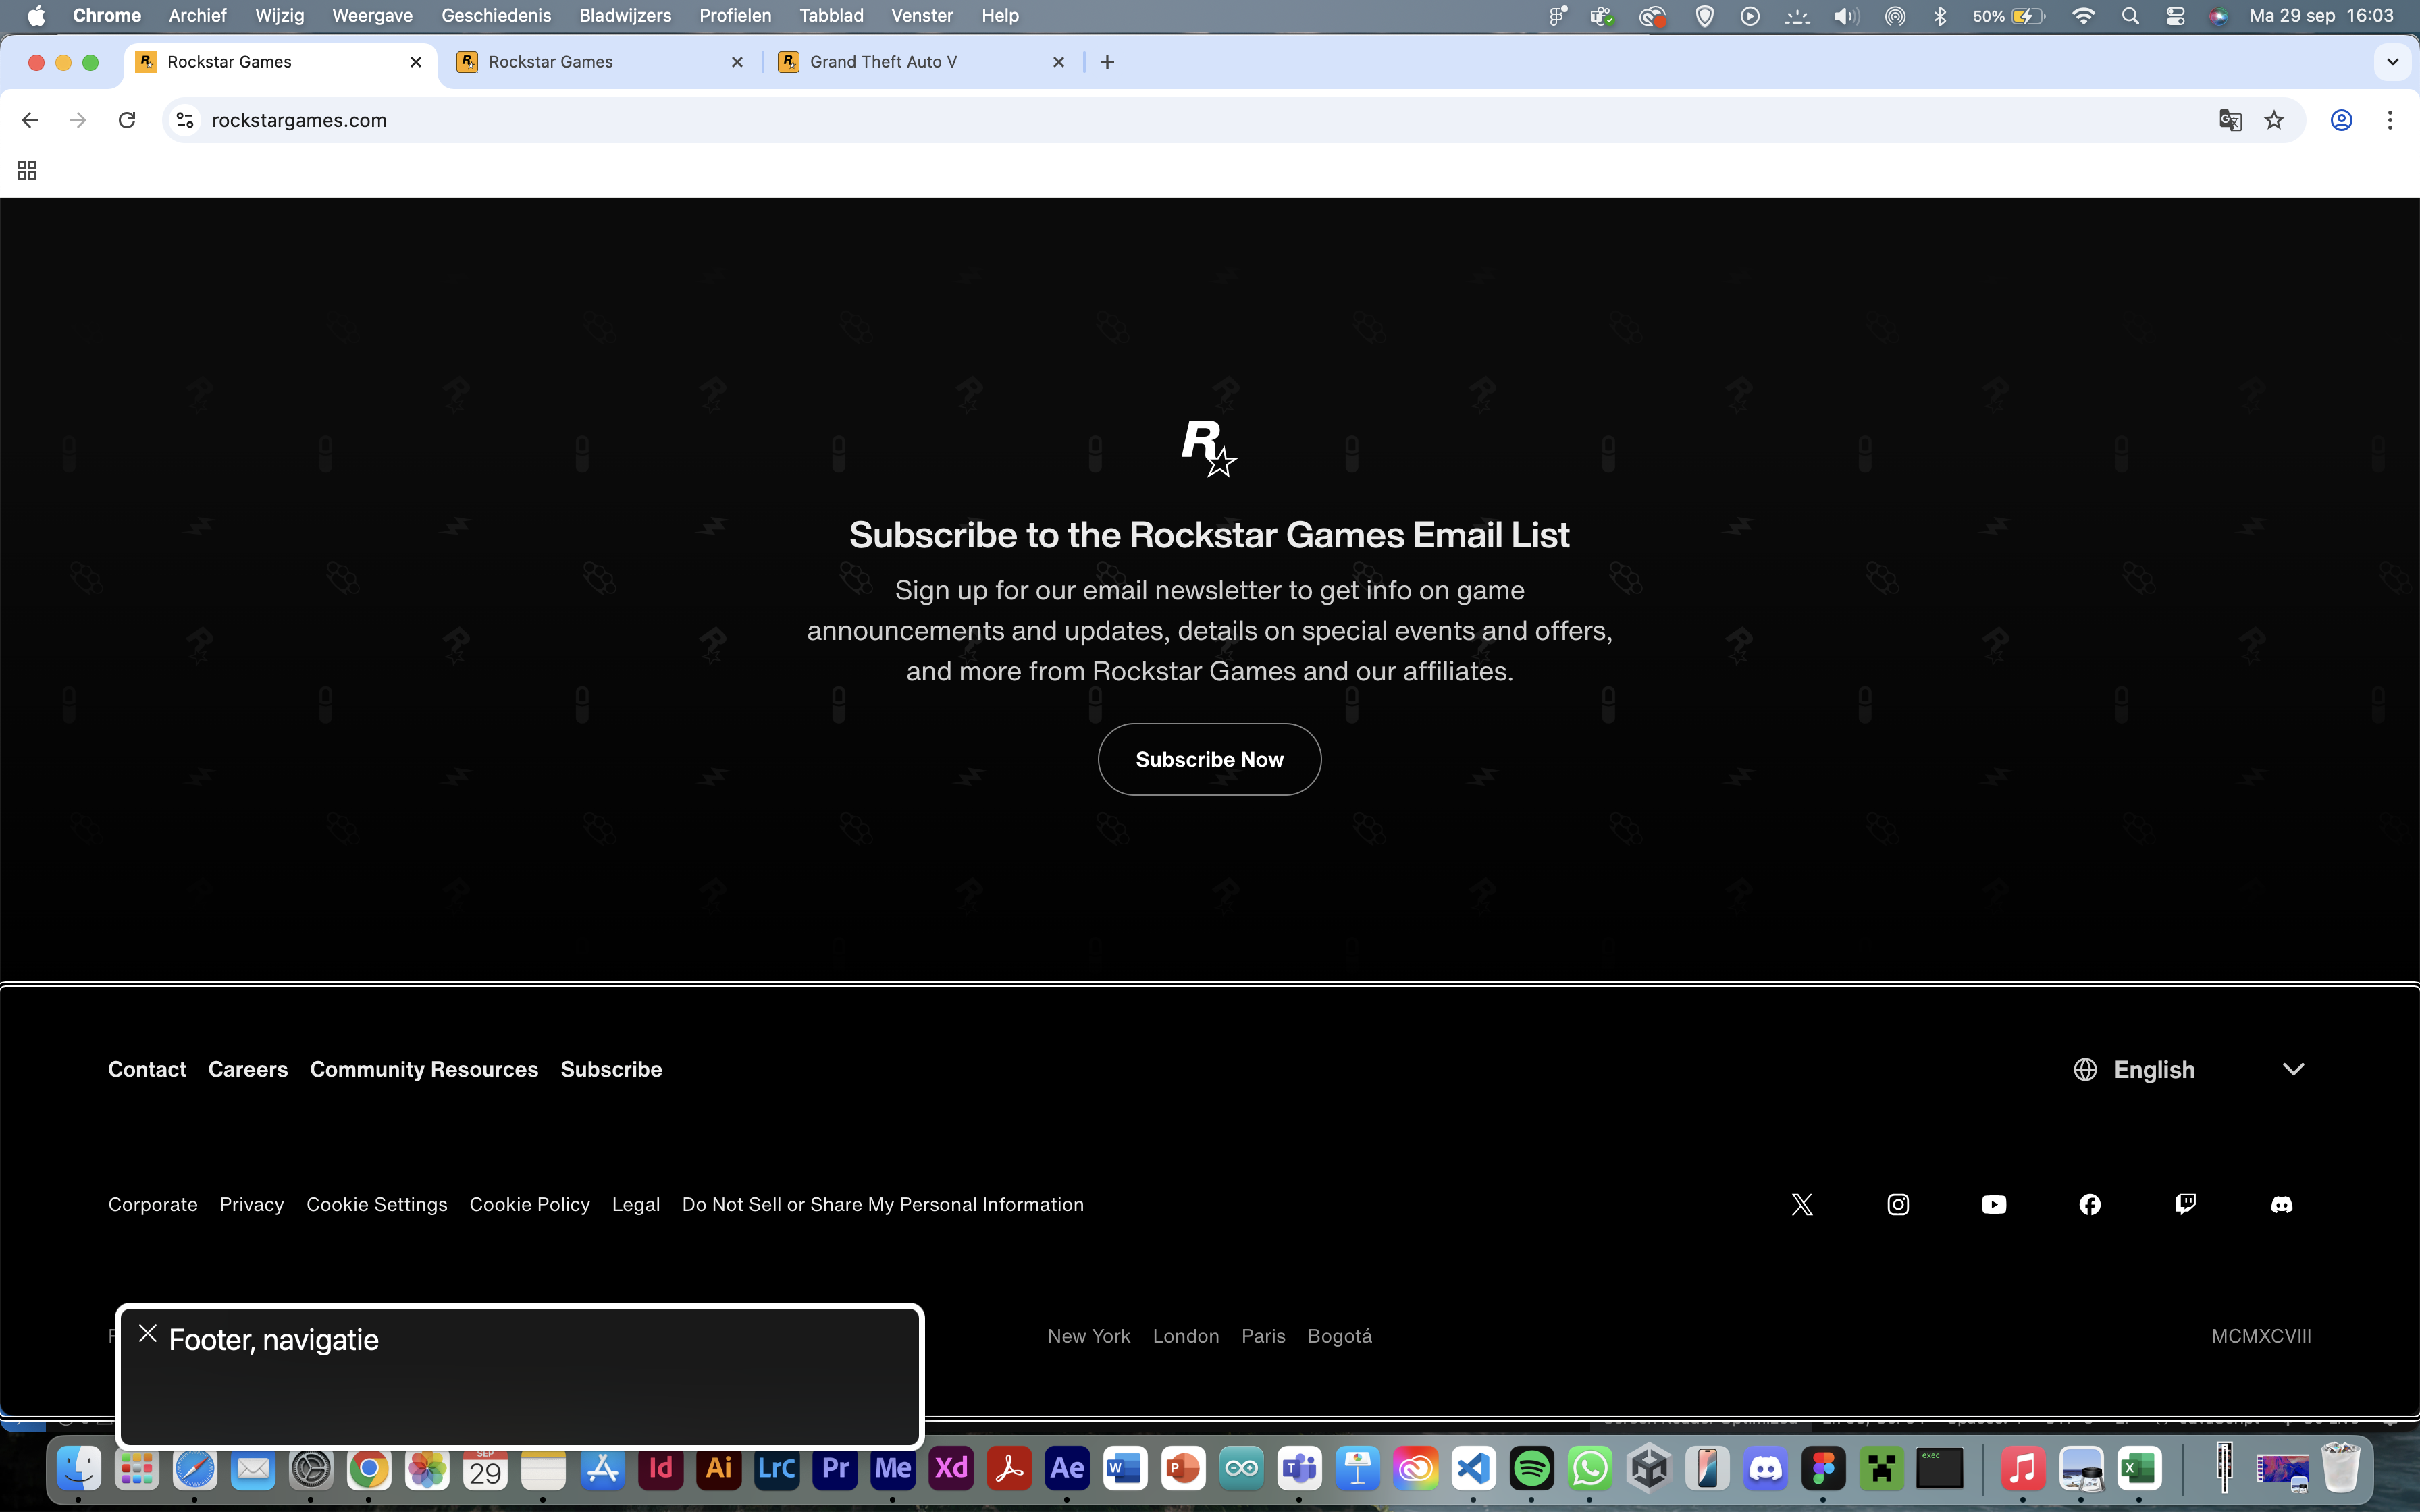 Chrome Archief Wijzig Weergave Geschiedenis Bladwijzers Profielen Tabblad Venster Help 50% Ma 29 sep 16:03
Rockstar Games Rockstar Games Grand Theft Auto V
rockstargames.com
Subscribe to the Rockstar Games Email List
Sign up for our email newsletter to get info on game
announcements and updates, details on special events and offers,
and more from Rockstar Games and our affiliates.
Subscribe Now
Contact Careers Community Resources Subscribe English
Corporate Privacy Cookie Settings Cookie Policy Legal Do Not Sell or Share My Personal Information
New York London Paris Bogotá MCMXCVIII
Footer, navigatie
SEP
29
Id Ai Lrc Pr Me Xd Ae W P T exec X